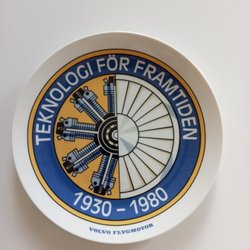 TEKNOLOGI FÖR FRAMTIDEN
1930 - 1980
VOLVO FLYGMOTOR